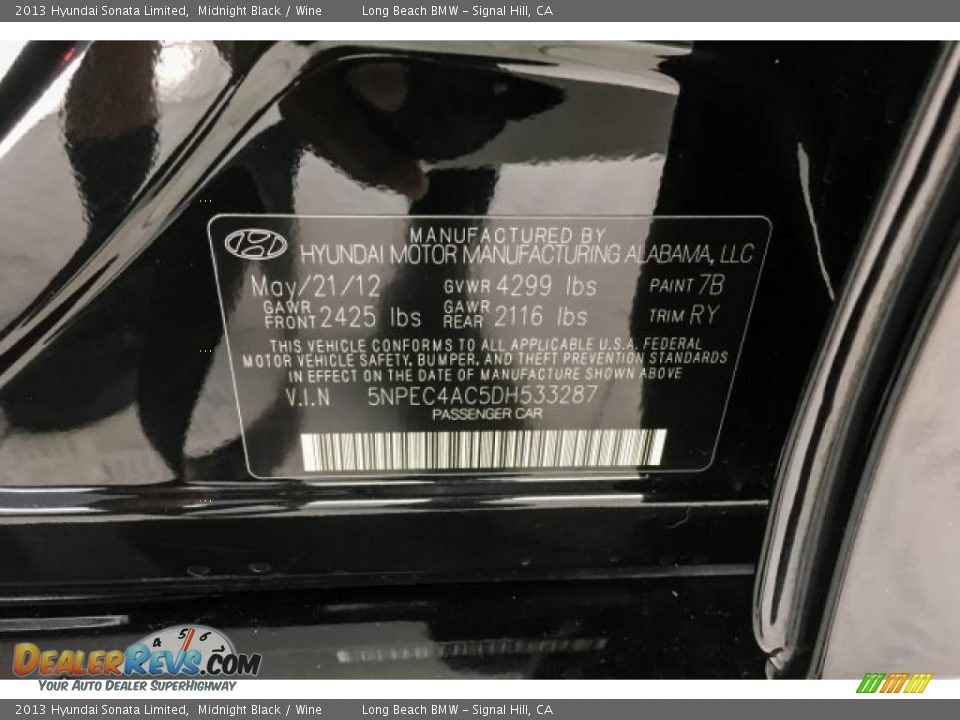 2013 Hyundai Sonata Limited,  Midnight Black / Wine          Long Beach BMW – Signal Hill, CA
MANUFACTURED BY
HYUNDAI MOTOR MANUFACTURING ALABAMA, LLC
May/21/12 GVWR 4299 lbs PAINT 7B
GAWR FRONT 2425 lbs GAWR REAR 2116 lbs TRIM RY
THIS VEHICLE CONFORMS TO ALL APPLICABLE U.S.A. FEDERAL
MOTOR VEHICLE SAFETY, BUMPER, AND THEFT PREVENTION STANDARDS
IN EFFECT ON THE DATE OF MANUFACTURE SHOWN ABOVE
V.I.N 5NPEC4AC5DH533287
PASSENGER CAR
4 5 6
DEALERREVS.COM
YOUR AUTO DEALER SUPERHIGHWAY
2013 Hyundai Sonata Limited,  Midnight Black / Wine          Long Beach BMW – Signal Hill, CA